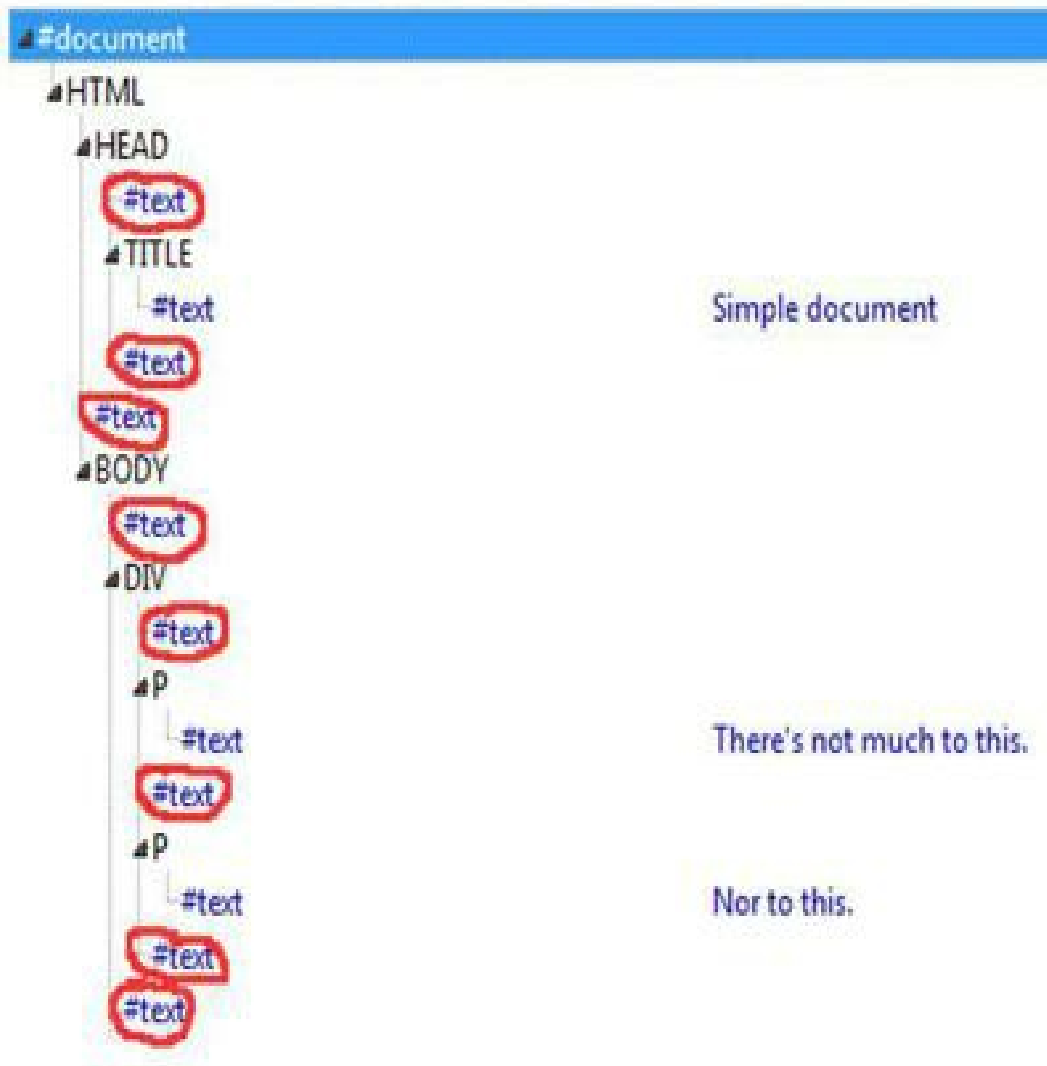 #document
HTML
HEAD
#text
TITLE
#text Simple document
#text
#text
BODY
#text
DIV
#text
P
#text There's not much to this.
#text
P
#text Nor to this.
#text
#text